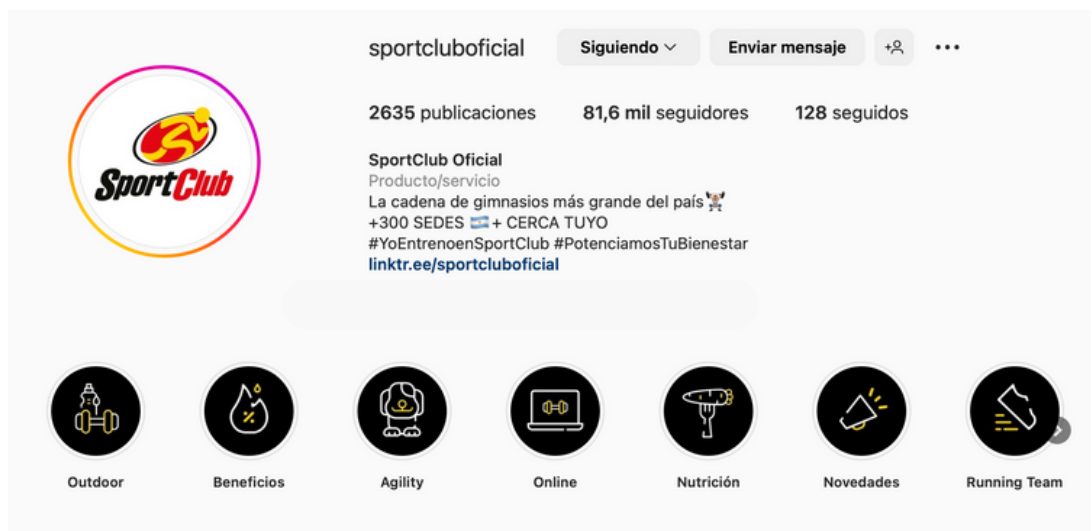 sportcluboficial Siguiendo Enviar mensaje
2635 publicaciones 81,6 mil seguidores 128 seguidos
SportClub
SportClub Oficial
Producto/servicio
La cadena de gimnasios más grande del país🏋🏻
+300 SEDES 🇦🇷+ CERCA TUYO
#YoEntrenoenSportClub #PotenciamosTuBienestar
linktr.ee/sportcluboficial
Outdoor Beneficios Agility Online Nutrición Novedades Running Team